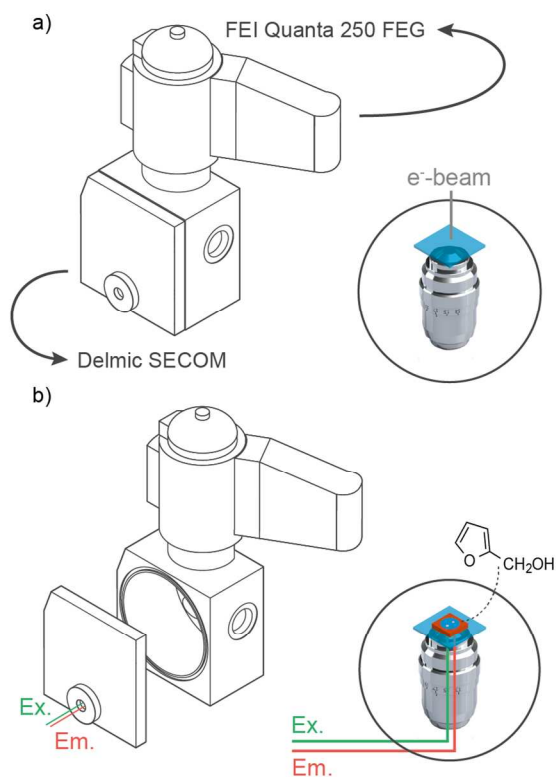 a)
FEI Quanta 250 FEG
e⁻-beam
Delmic SECOM
b)
O
CH₂OH
Ex.
Em.
Ex.
Em.